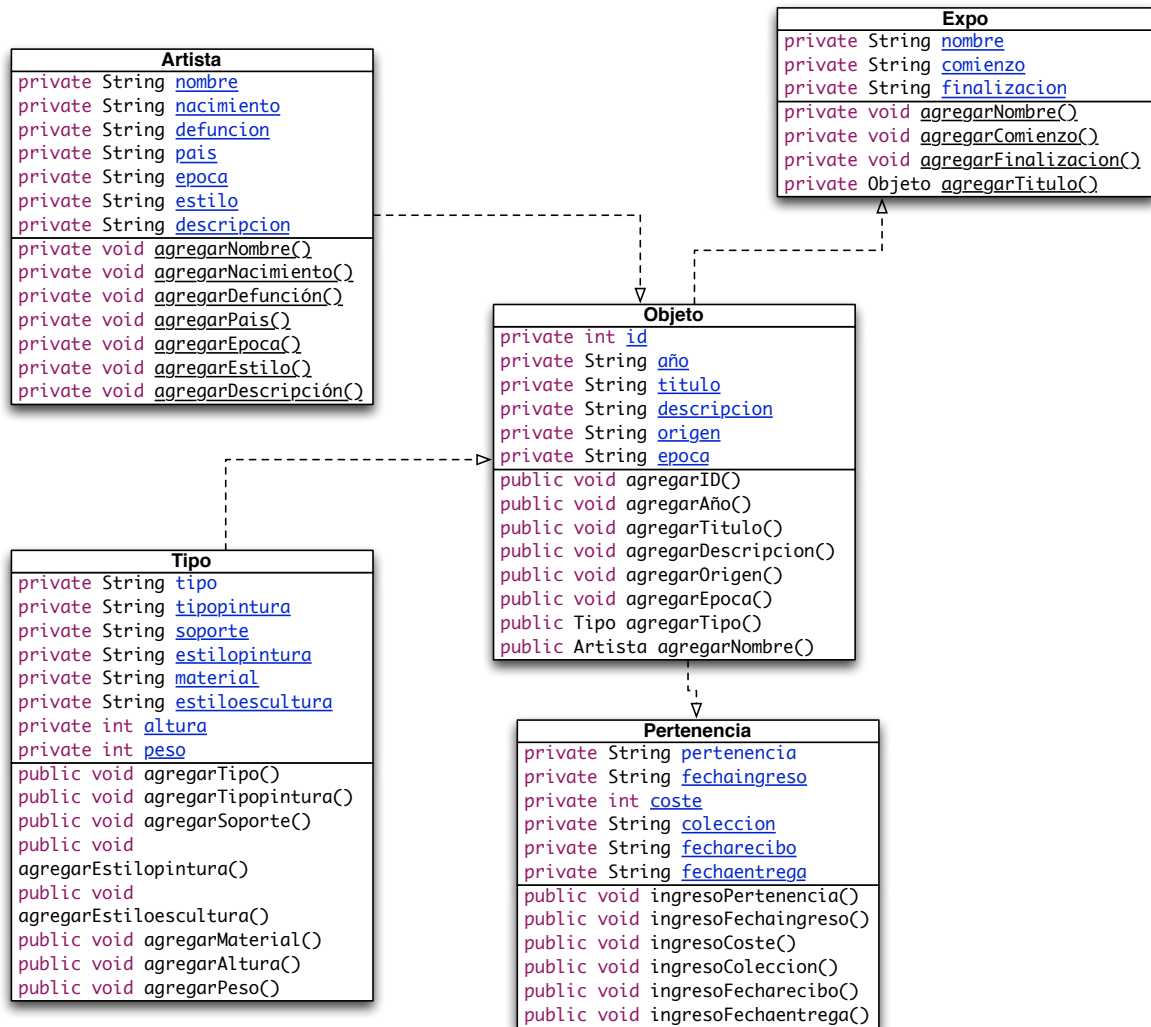 Expo
private String nombre
private String comienzo
private String finalizacion
private void agregarNombre()
private void agregarComienzo()
private void agregarFinalizacion()
private Objeto agregarTitulo()
Artista
private String nombre
private String nacimiento
private String defuncion
private String pais
private String epoca
private String estilo
private String descripcion
private void agregarNombre()
private void agregarNacimiento()
private void agregarDefunción()
private void agregarPais()
private void agregarEpoca()
private void agregarEstilo()
private void agregarDescripción()
Objeto
private int id
private String año
private String titulo
private String descripcion
private String origen
private String epoca
public void agregarID()
public void agregarAño()
public void agregarTitulo()
public void agregarDescripcion()
public void agregarOrigen()
public void agregarEpoca()
public Tipo agregarTipo()
public Artista agregarNombre()
Tipo
private String tipo
private String tipopintura
private String soporte
private String estilopintura
private String material
private String estiloescultura
private int altura
private int peso
public void agregarTipo()
public void agregarTipopintura()
public void agregarSoporte()
public void
agregarEstilopintura()
public void
agregarEstiloescultura()
public void agregarMaterial()
public void agregarAltura()
public void agregarPeso()
Pertenencia
private String pertenencia
private String fechaingreso
private int coste
private String coleccion
private String fecharecibo
private String fechaentrega
public void ingresoPertenencia()
public void ingresoFechaingreso()
public void ingresoCoste()
public void ingresoColeccion()
public void ingresoFecharecibo()
public void ingresoFechaentrega()